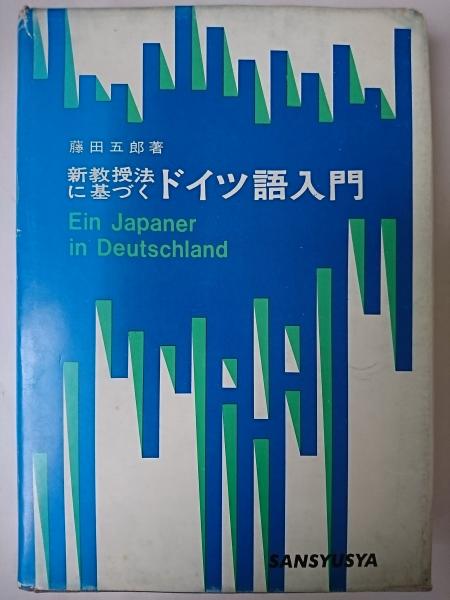 藤田五郎著
新教授法
に基づくドイツ語入門
Ein Japaner
in Deutschland
SANSYUSYA